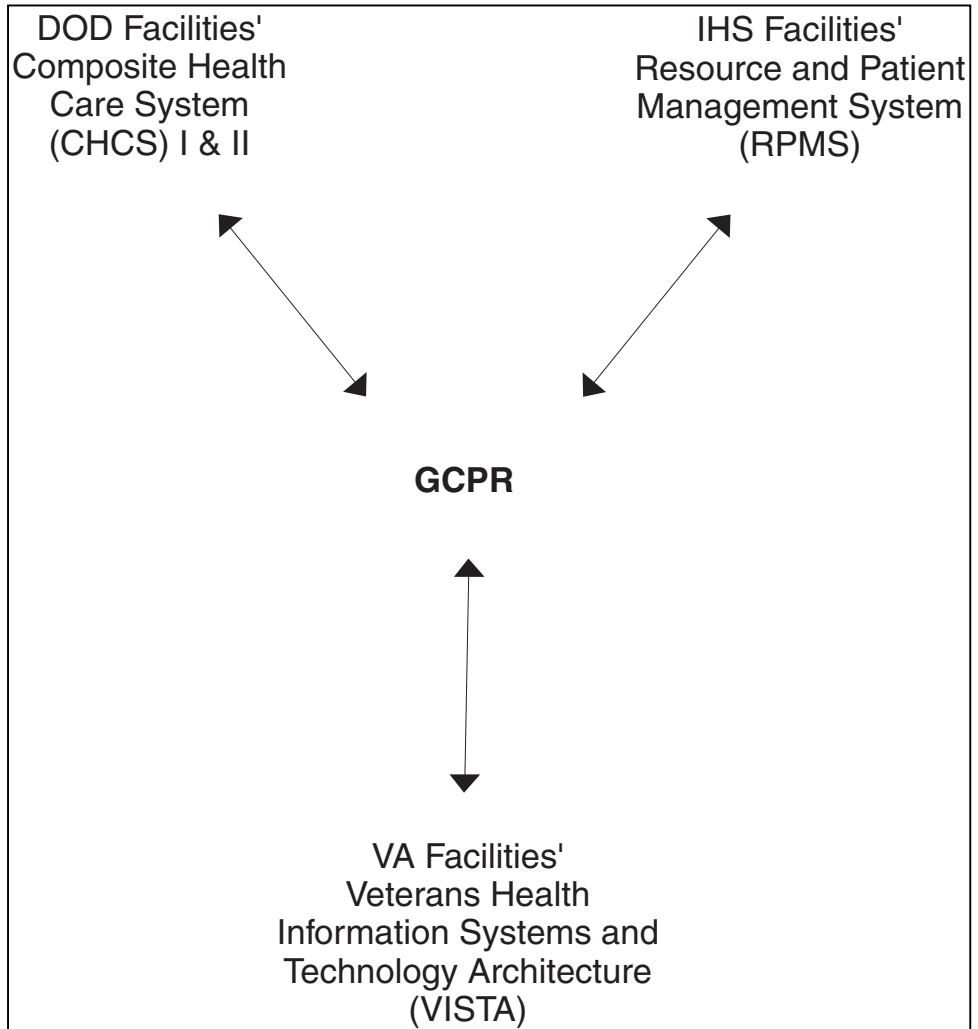 DOD Facilities'
Composite Health
Care System
(CHCS) I & II
IHS Facilities'
Resource and Patient
Management System
(RPMS)
GCPR
VA Facilities'
Veterans Health
Information Systems and
Technology Architecture
(VISTA)